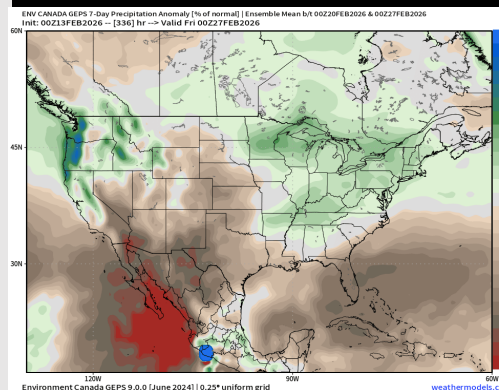 ENV CANADA GEPS 7-Day Precipitation Anomaly [% of normal] | Ensemble Mean b/t 00Z20FEB2026 & 00Z27FEB2026
Init: 00Z13FEB2026 -- [336] hr --> Valid Fri 00Z27FEB2026
60N
45N
30N
120W
90W
60W
Environment Canada GEPS 9.0.0 [June 2024] | 0.25° uniform grid
weathermodels.c